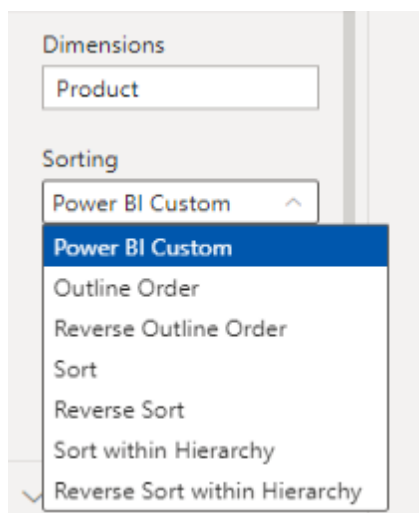 Dimensions
Product
Sorting
Power BI Custom
Power BI Custom
Outline Order
Reverse Outline Order
Sort
Reverse Sort
Sort within Hierarchy
Reverse Sort within Hierarchy